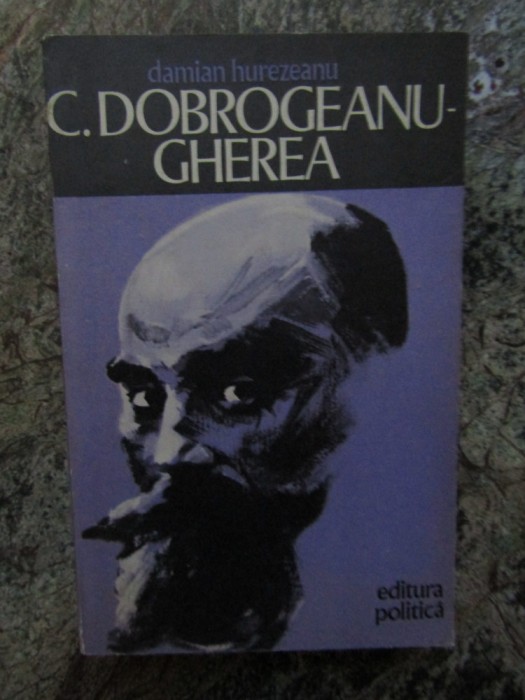 damian hurezeanu
C. DOBROGEANU-
GHEREA
editura
politică